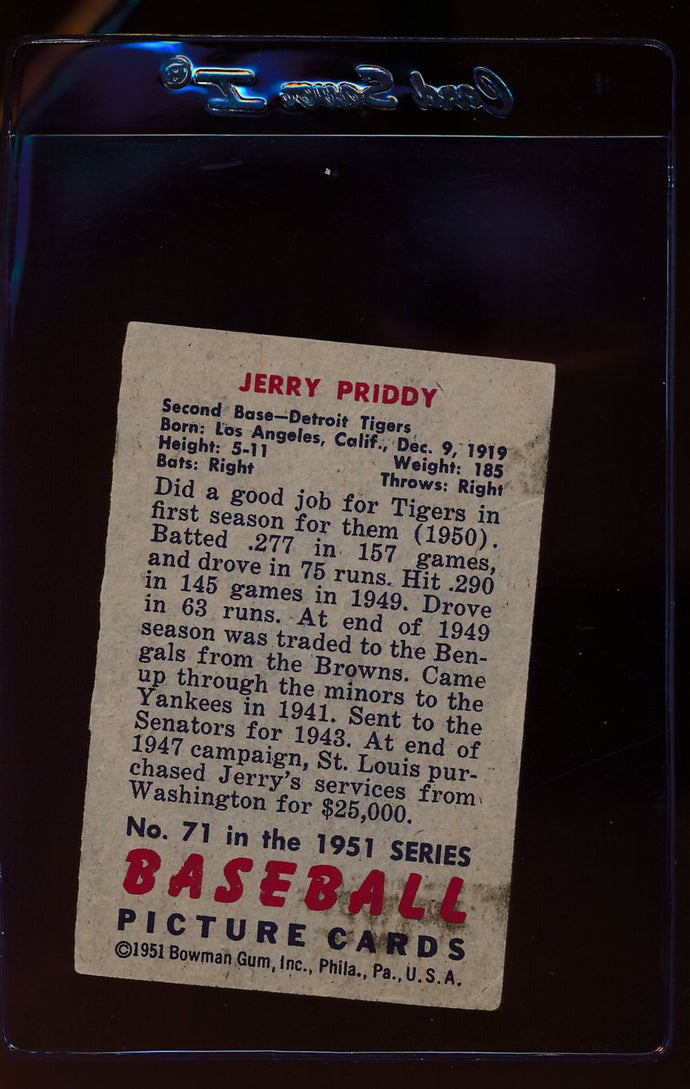 Card Saver I®
JERRY PRIDDY
Second Base—Detroit Tigers
Born: Los Angeles, Calif., Dec. 9, 1919
Height: 5-11 Weight: 185
Bats: Right Throws: Right
Did a good job for Tigers in
first season for them (1950).
Batted .277 in 157 games,
and drove in 75 runs. Hit .290
in 145 games in 1949. Drove
in 63 runs. At end of 1949
season was traded to the Ben-
gals from the Browns. Came
up through the minors to the
Yankees in 1941. Sent to the
Senators for 1943. At end of
1947 campaign, St. Louis pur-
chased Jerry's services from
Washington for $25,000.
No. 71 in the 1951 SERIES
BASEBALL
PICTURE CARDS
©1951 Bowman Gum, Inc., Phila., Pa., U.S.A.